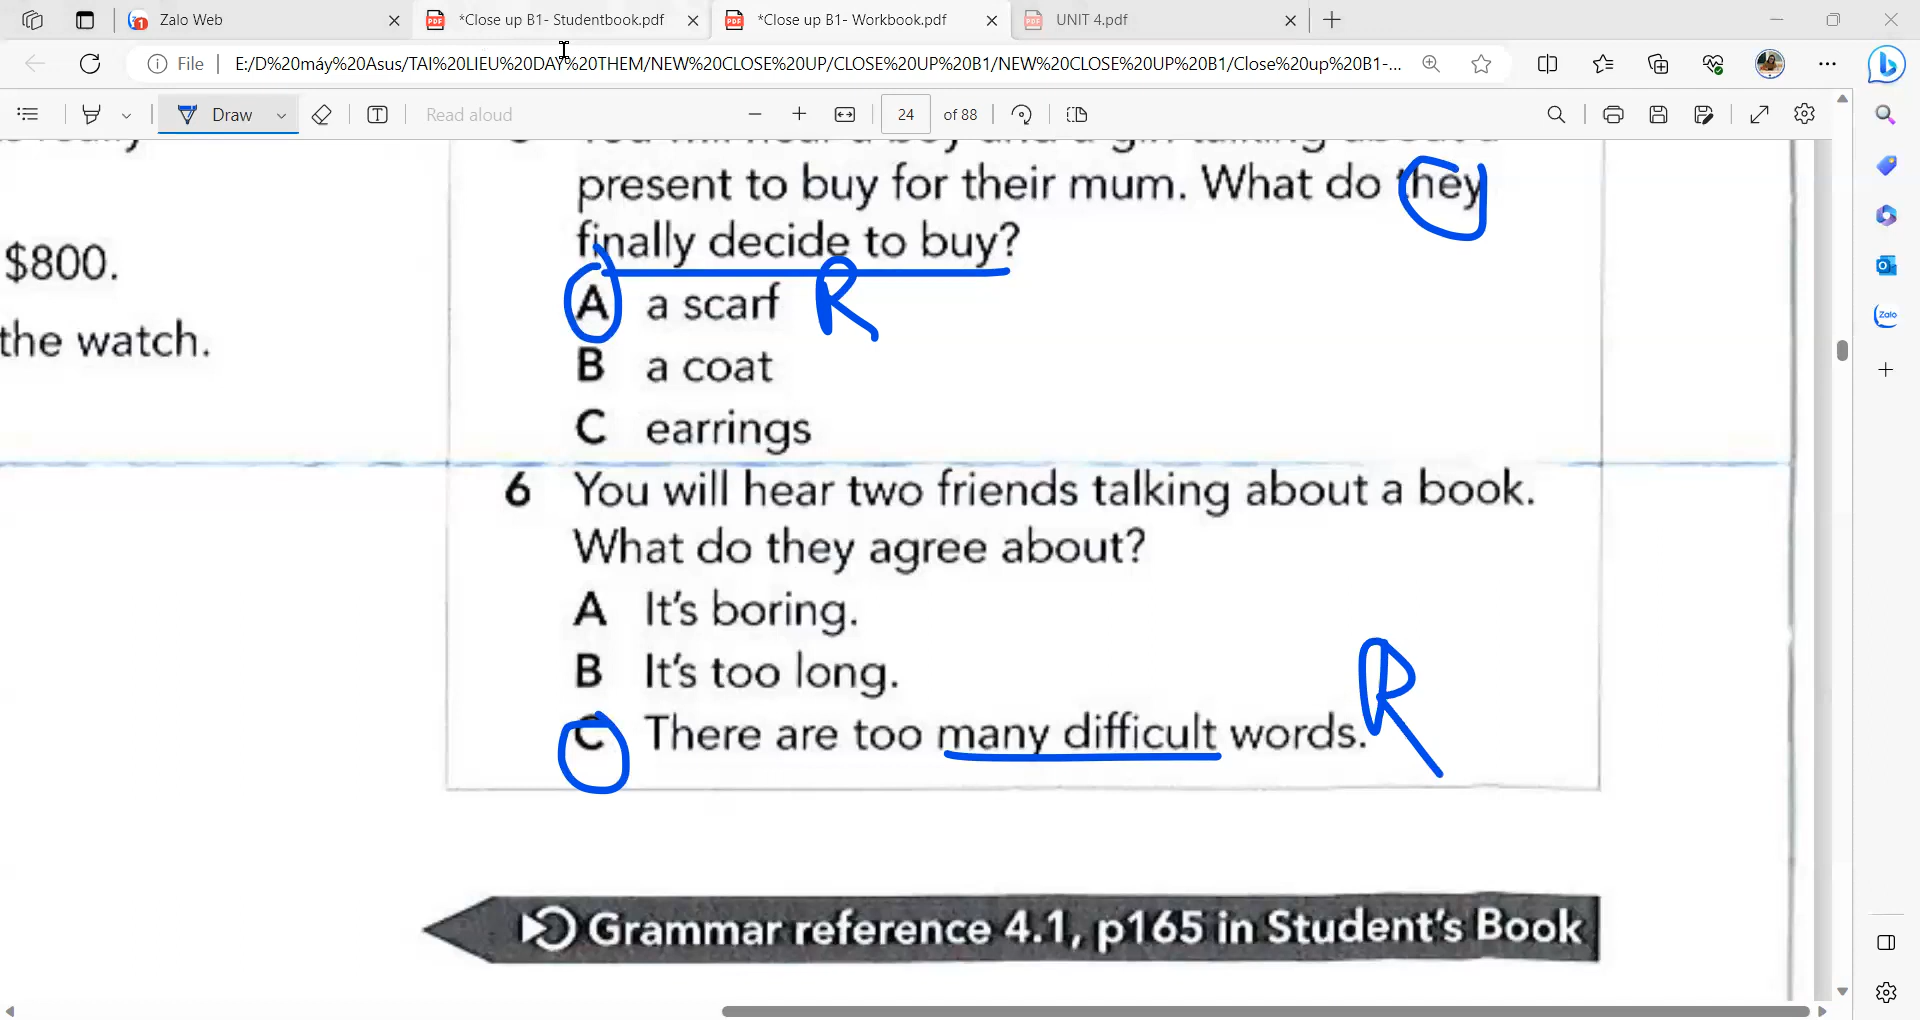 Zalo Web
*Close up B1- Studentbook.pdf
*Close up B1- Workbook.pdf
UNIT 4.pdf
File
E:/D%20máy%20Asus/TAI%20LIEU%20DAY%20THEM/NEW%20CLOSE%20UP/CLOSE%20UP%20B1/NEW%20CLOSE%20UP%20B1/Close%20up%20B1-...
Draw
Read aloud
24
of 88
present to buy for their mum. What do they
finally decide to buy?
$800.
A a scarf R
the watch.
B a coat
C earrings
6 You will hear two friends talking about a book.
What do they agree about?
A It's boring.
B It's too long.
C There are too many difficult words. R
Grammar reference 4.1, p165 in Student's Book
Zalo
1